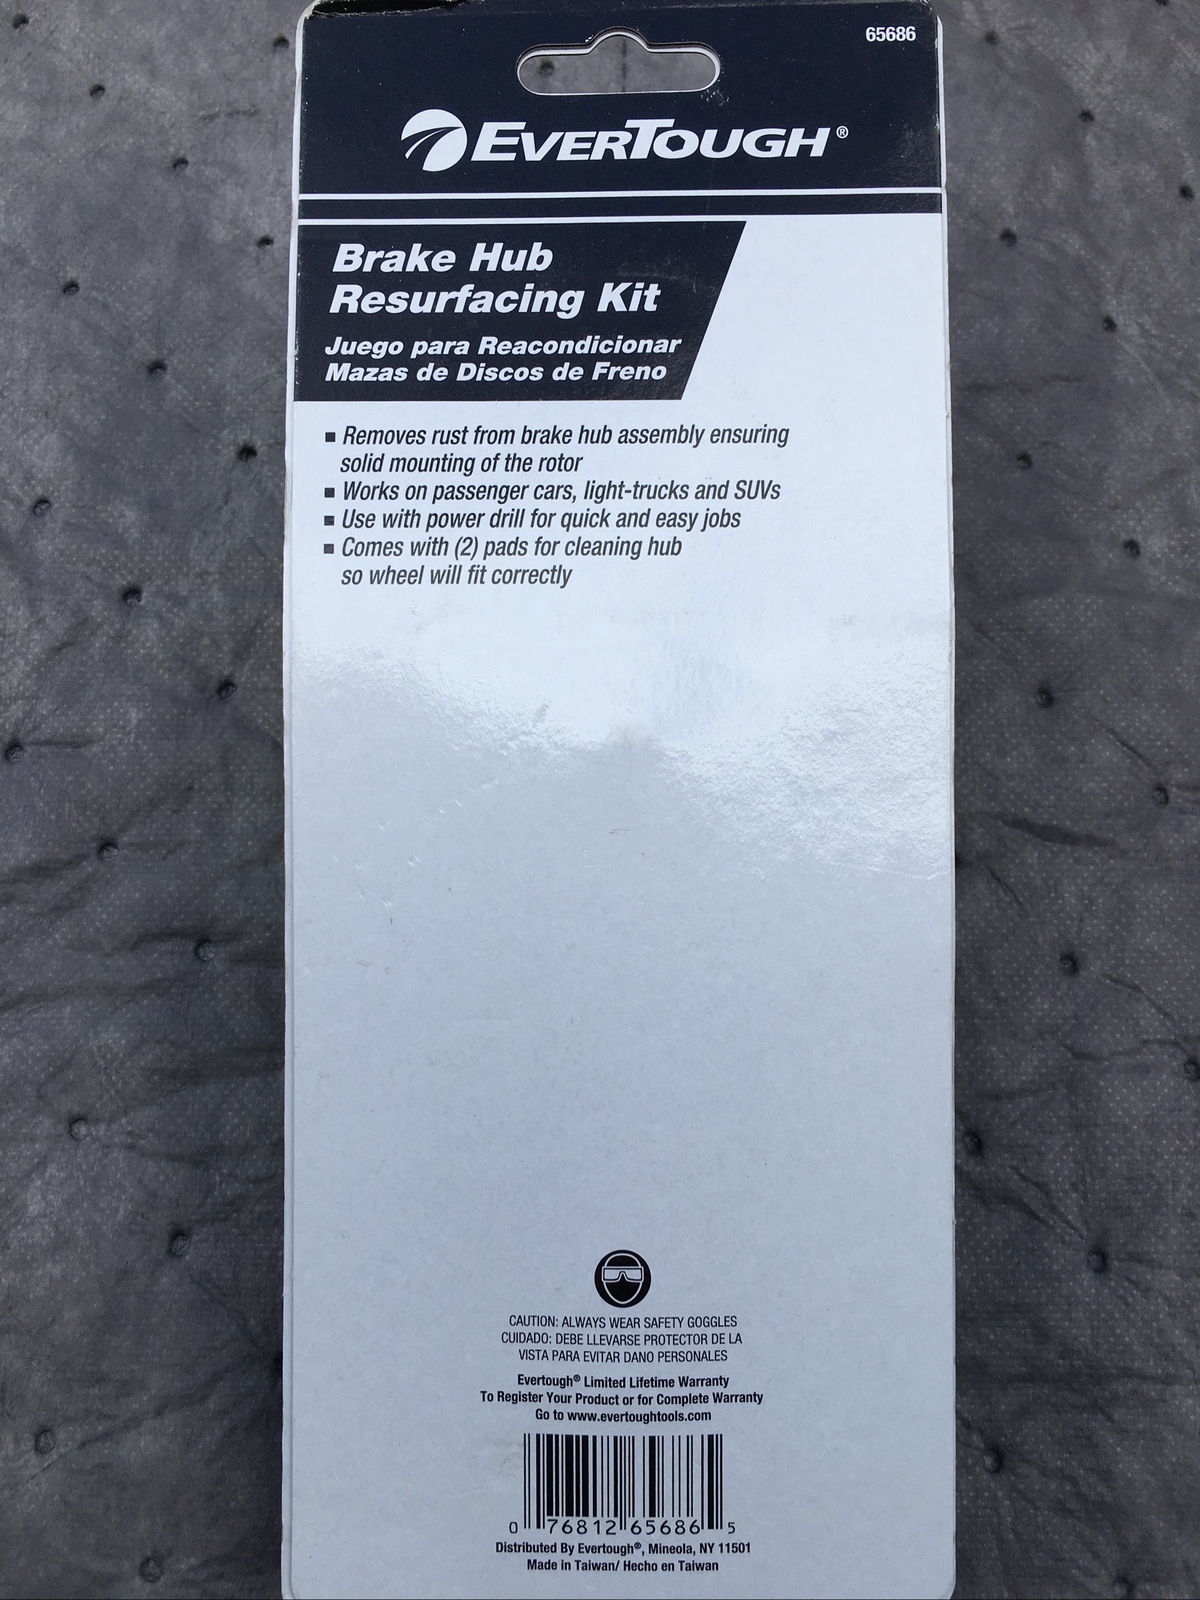 65686
EVERTOUGH®
Brake Hub
Resurfacing Kit
Juego para Reacondicionar
Mazas de Discos de Freno
▪ Removes rust from brake hub assembly ensuring
solid mounting of the rotor
▪ Works on passenger cars, light-trucks and SUVs
▪ Use with power drill for quick and easy jobs
▪ Comes with (2) pads for cleaning hub
so wheel will fit correctly
CAUTION: ALWAYS WEAR SAFETY GOGGLES
CUIDADO: DEBE LLEVARSE PROTECTOR DE LA
VISTA PARA EVITAR DANO PERSONALES
Evertough® Limited Lifetime Warranty
To Register Your Product or for Complete Warranty
Go to www.evertoughtools.com
0 76812 65686 5
Distributed By Evertough®, Mineola, NY 11501
Made in Taiwan/ Hecho en Taiwan